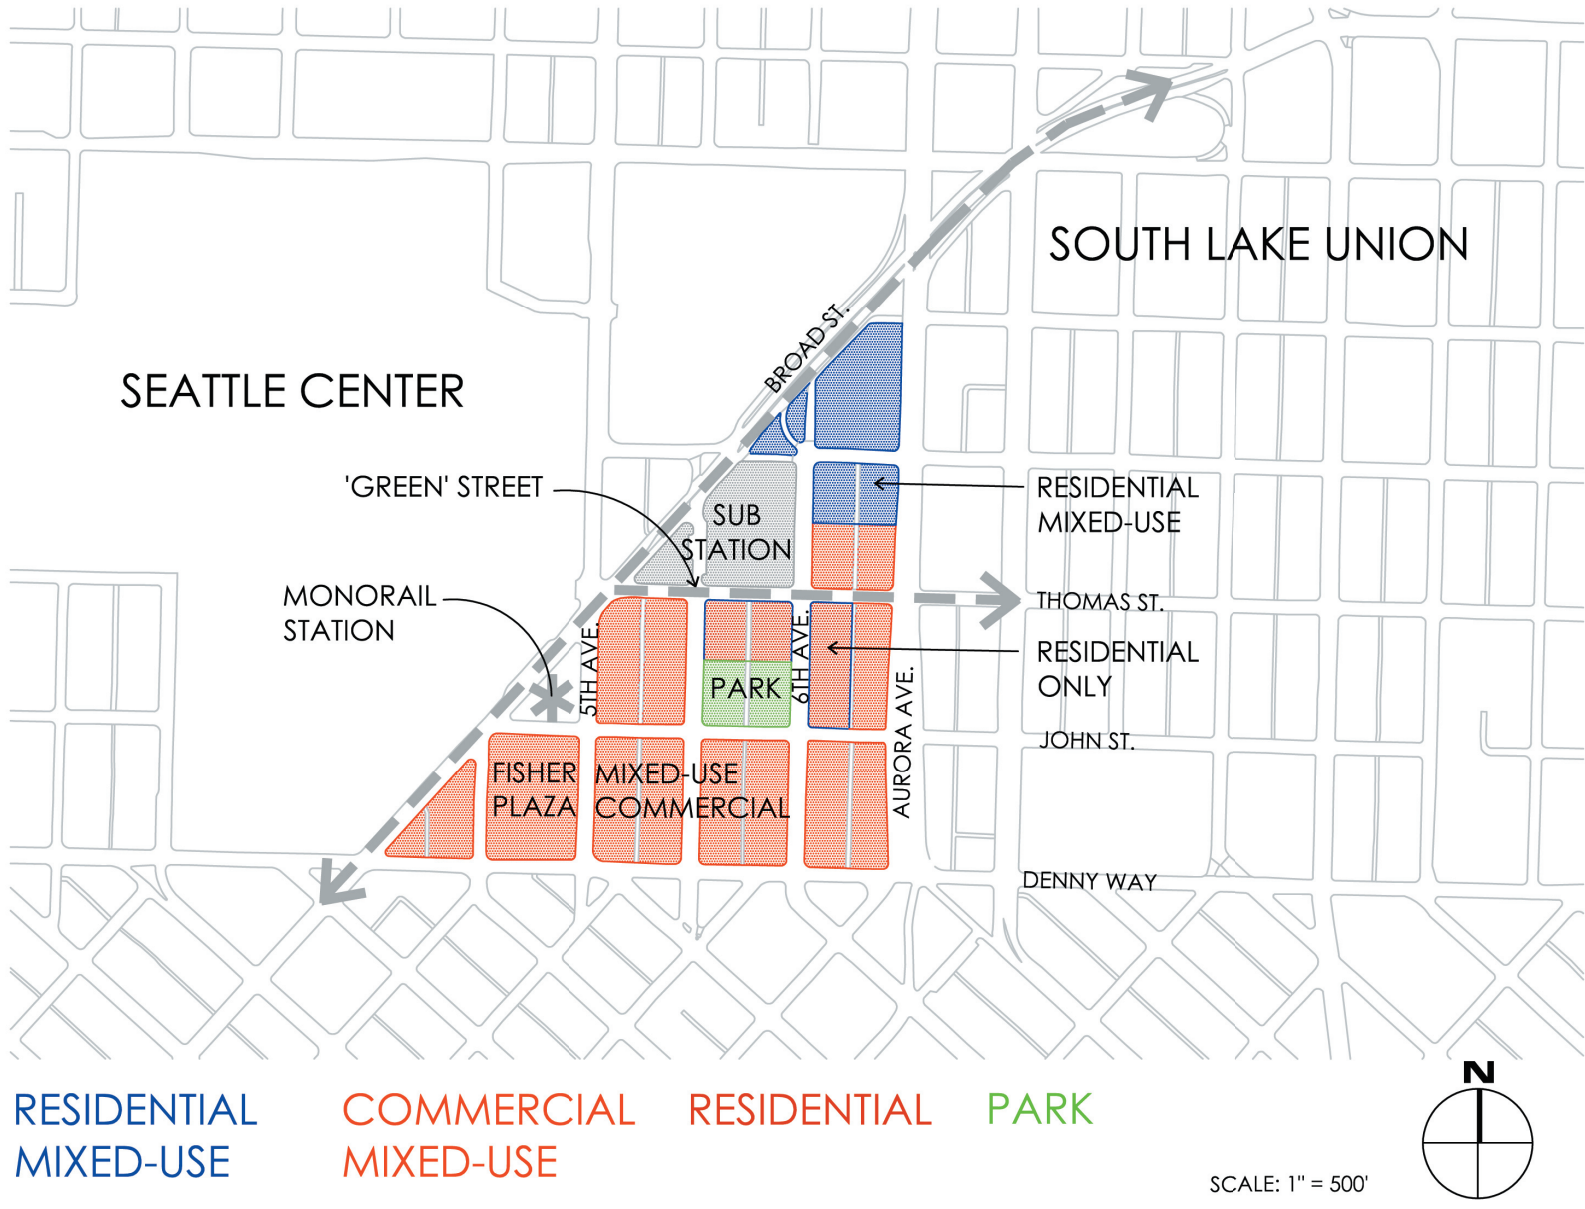 SOUTH LAKE UNION
BROAD ST.
SEATTLE CENTER
'GREEN' STREET
RESIDENTIAL
MIXED-USE
SUB
STATION
MONORAIL
STATION
THOMAS ST.
5TH AVE.
6TH AVE.
RESIDENTIAL
ONLY
PARK
AURORA AVE.
JOHN ST.
FISHER
PLAZA
MIXED-USE
COMMERCIAL
DENNY WAY
RESIDENTIAL
MIXED-USE
COMMERCIAL
MIXED-USE
RESIDENTIAL
PARK
N
SCALE: 1" = 500'